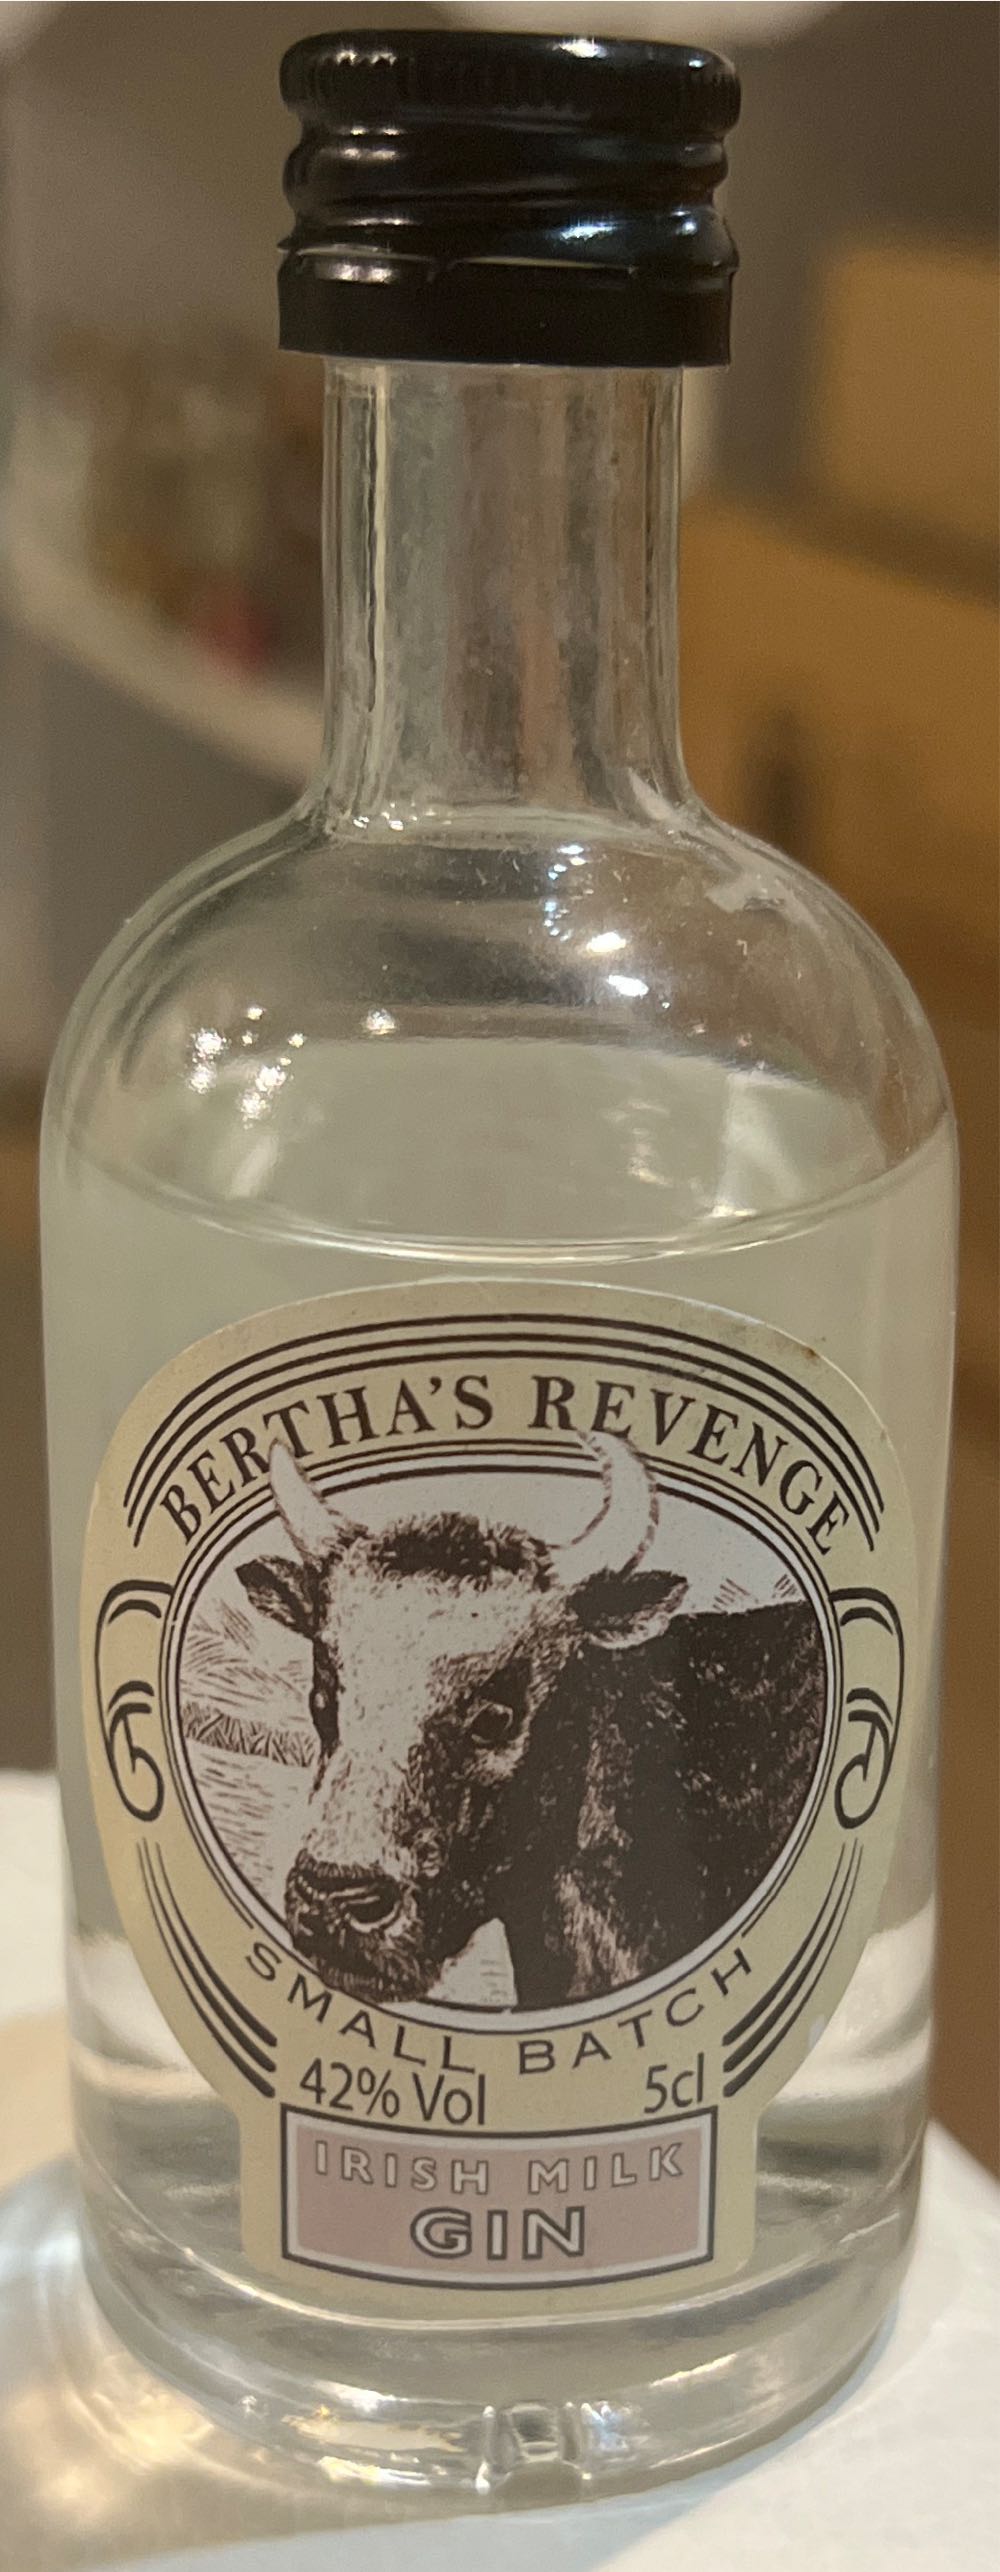 BERTHA'S REVENGE
SMALL BATCH
42% Vol 5cl
IRISH MILK
GIN